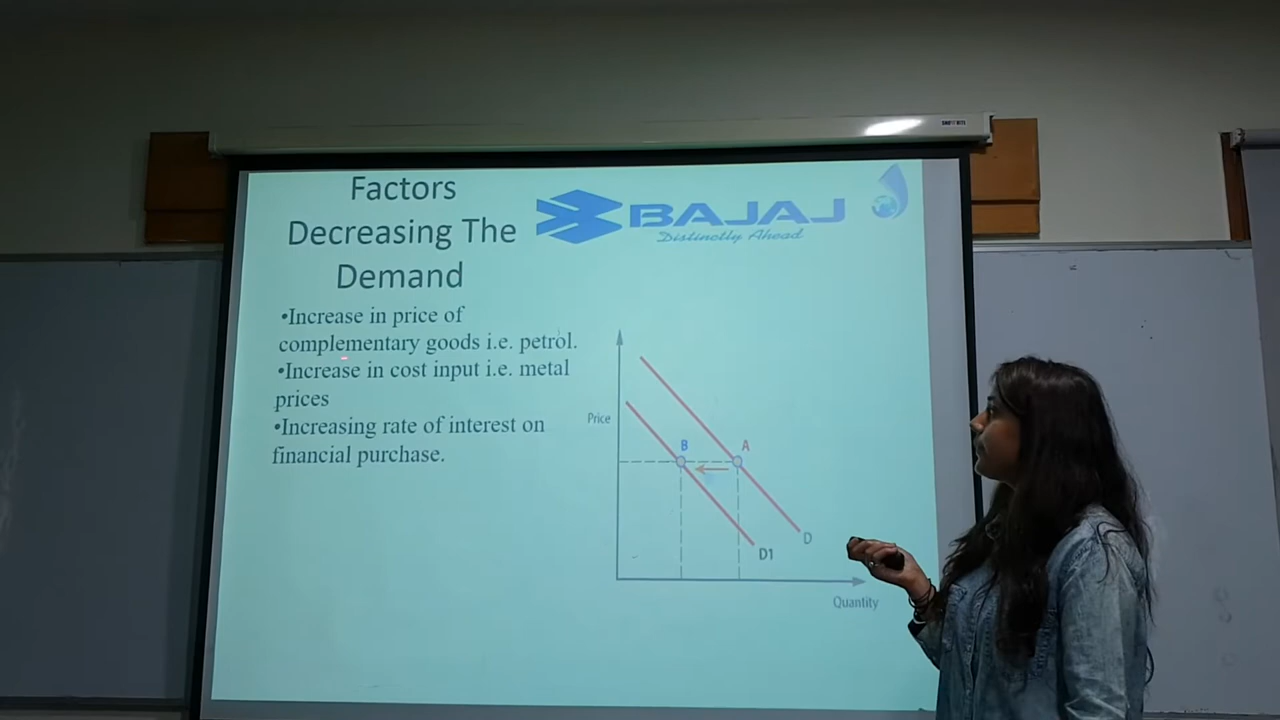 Factors
Decreasing The
Demand
BAJAJ
Distinctly Ahead
•Increase in price of
complementary goods i.e. petrol.
•Increase in cost input i.e. metal
prices
•Increasing rate of interest on
financial purchase.
Price
B
A
D
D1
Quantity